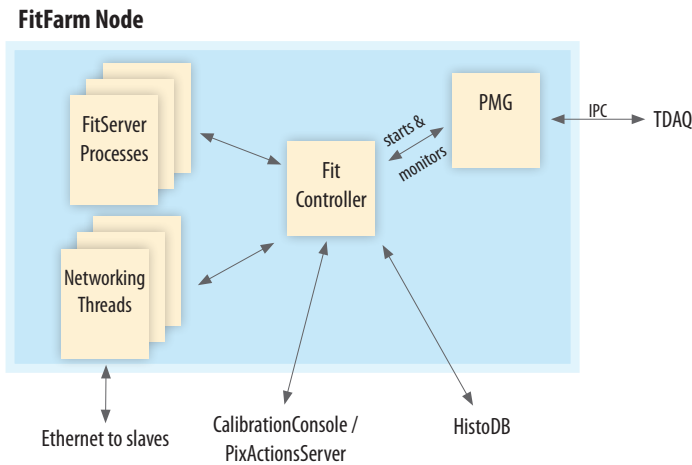 FitFarm Node
FitServer
Processes
PMG
IPC
TDAQ
starts &
monitors
Fit
Controller
Networking
Threads
Ethernet to slaves
CalibrationConsole /
PixActionsServer
HistoDB